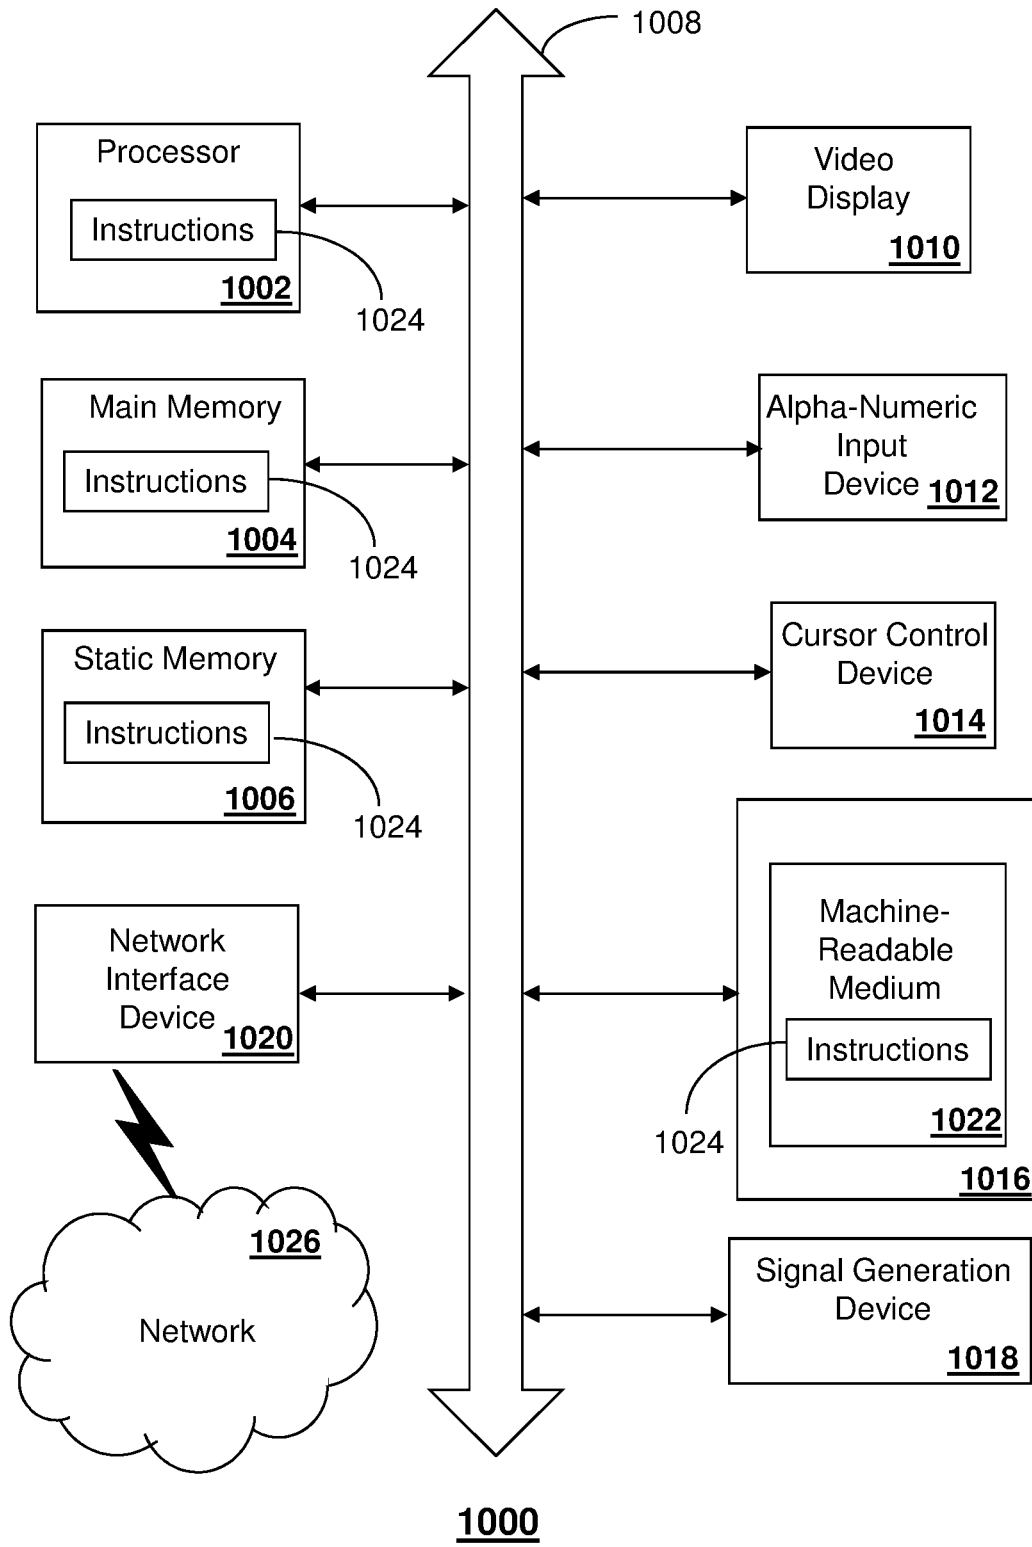 1008
Processor
Instructions
1002
1024
Main Memory
Instructions
1004
1024
Static Memory
Instructions
1006
1024
Network
Interface
Device
1020
1026
Network
Video
Display
1010
Alpha-Numeric
Input
Device
1012
Cursor Control
Device
1014
Machine-
Readable
Medium
Instructions
1022
1024
1016
Signal Generation
Device
1018
1000